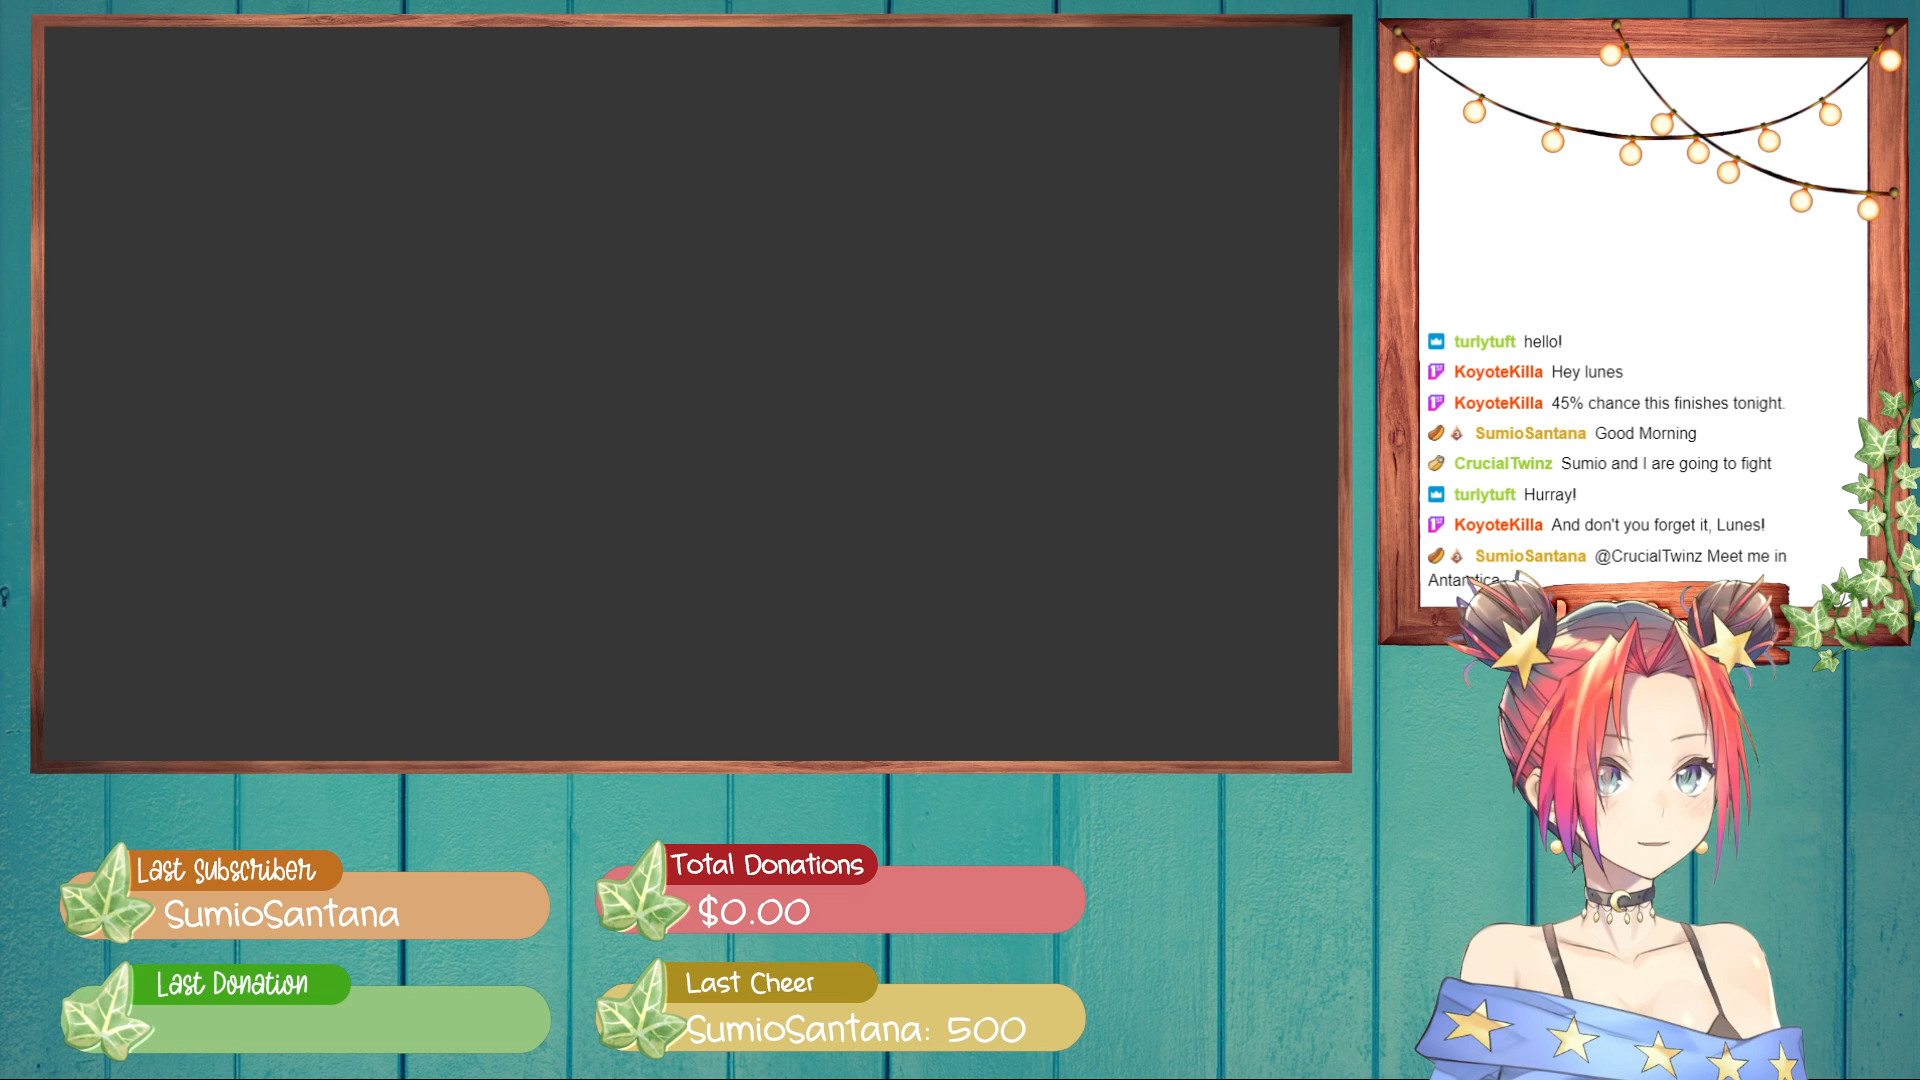 turlytuft hello!
KoyoteKilla Hey lunes
KoyoteKilla 45% chance this finishes tonight.
SumioSantana Good Morning
CrucialTwinz Sumio and I are going to fight
turlytuft Hurray!
KoyoteKilla And don't you forget it, Lunes!
SumioSantana @CrucialTwinz Meet me in
Antarctica
Last Subscriber
SumioSantana
Total Donations
$0.00
Last Donation
Last Cheer
SumioSantana: 500